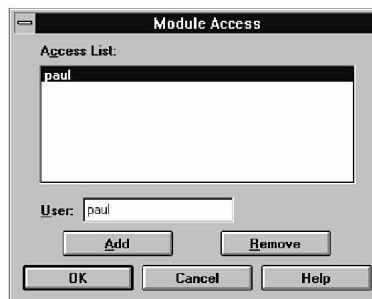 Module Access
Access List:
paul
User: paul
Add Remove
OK Cancel Help